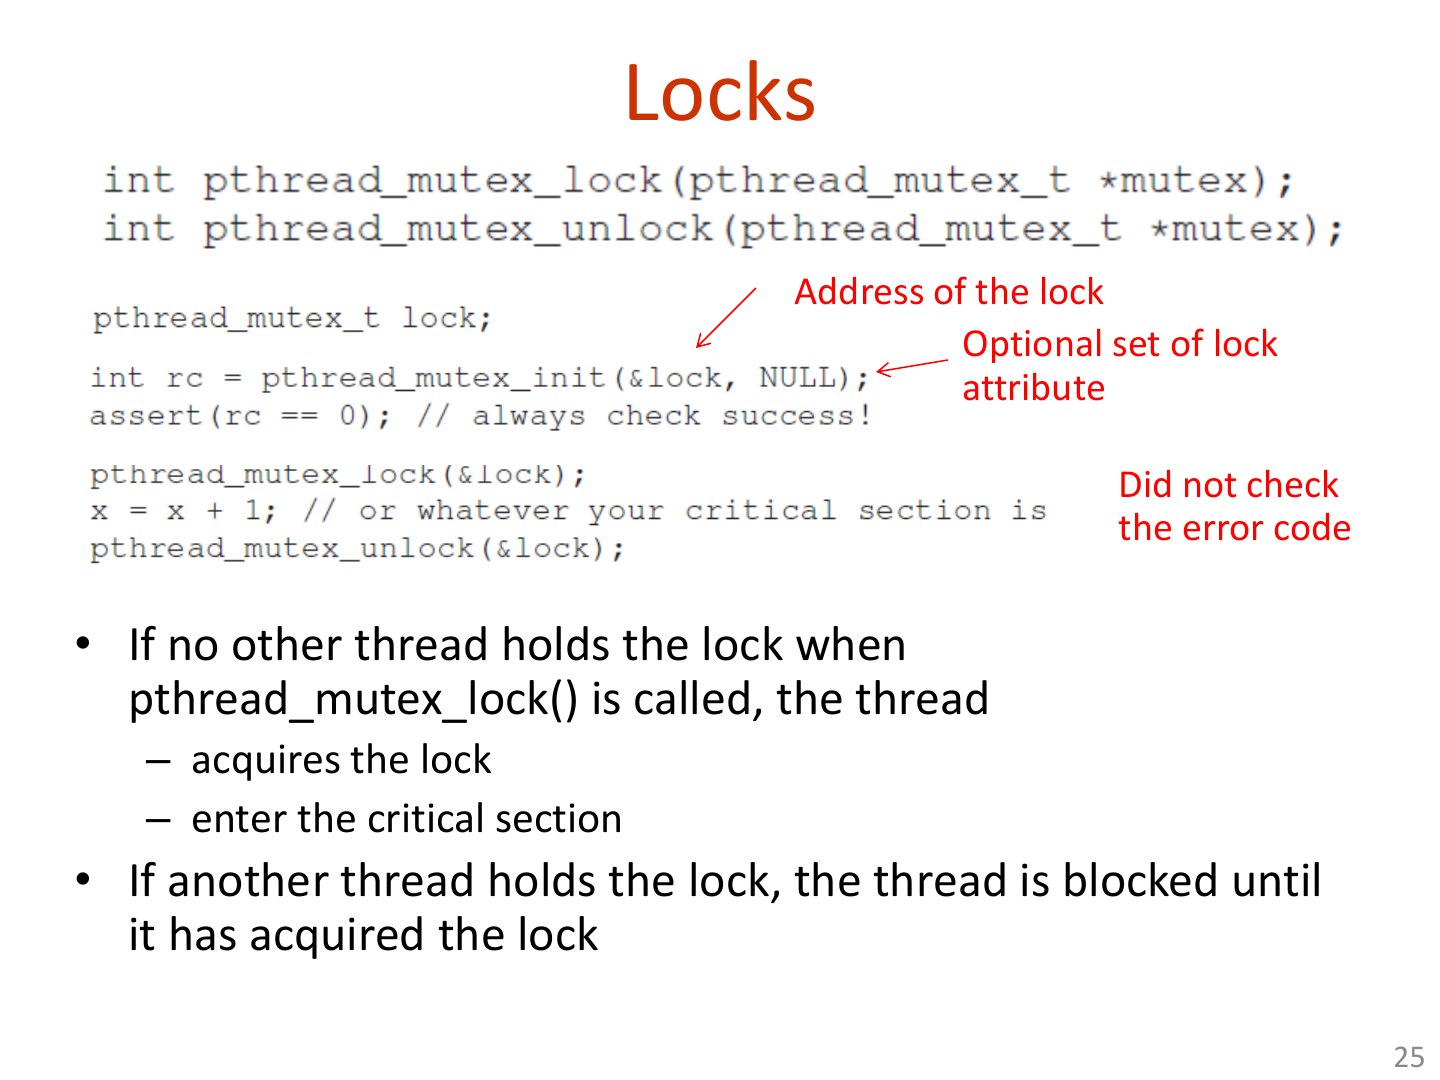 Locks
int pthread_mutex_lock(pthread_mutex_t *mutex);
int pthread_mutex_unlock(pthread_mutex_t *mutex);
Address of the lock
pthread_mutex_t lock;
Optional set of lock
attribute
int rc = pthread_mutex_init(&lock, NULL);
assert(rc == 0); // always check success!
pthread_mutex_lock(&lock);
x = x + 1; // or whatever your critical section is
pthread_mutex_unlock(&lock);
Did not check
the error code
• If no other thread holds the lock when
pthread_mutex_lock() is called, the thread
– acquires the lock
– enter the critical section
• If another thread holds the lock, the thread is blocked until
it has acquired the lock
25